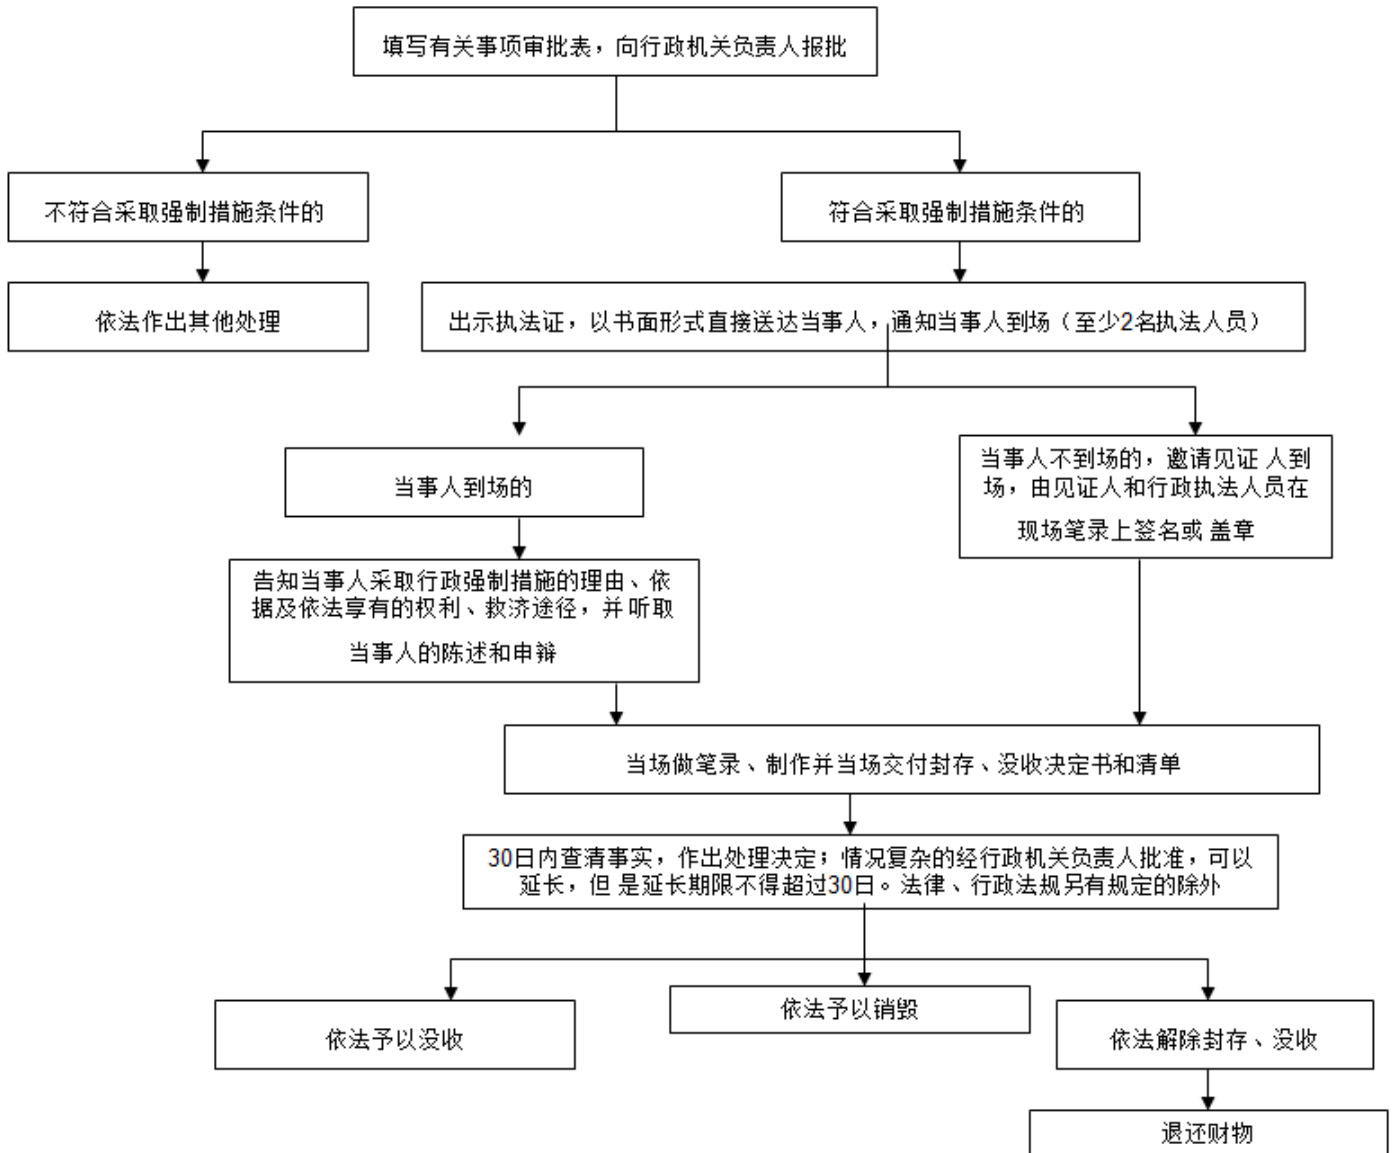 填写有关事项审批表，向行政机关负责人报批
不符合采取强制措施条件的
符合采取强制措施条件的
依法作出其他处理
出示执法证，以书面形式直接送达当事人，通知当事人到场（至少2名执法人员）
当事人到场的
当事人不到场的，邀请见证 人到
场，由见证人和行政执法人员在
现场笔录上签名或 盖章
告知当事人采取行政强制措施的理由、依
据及依法享有的权利、救济途径，并 听取
当事人的陈述和申辩
当场做笔录、制作并当场交付封存、没收决定书和清单
30日内查清事实，作出处理决定；情况复杂的经行政机关负责人批准，可以
延长，但 是延长期限不得超过30日。法律、行政法规另有规定的除外
依法予以没收
依法予以销毁
依法解除封存、没收
退还财物